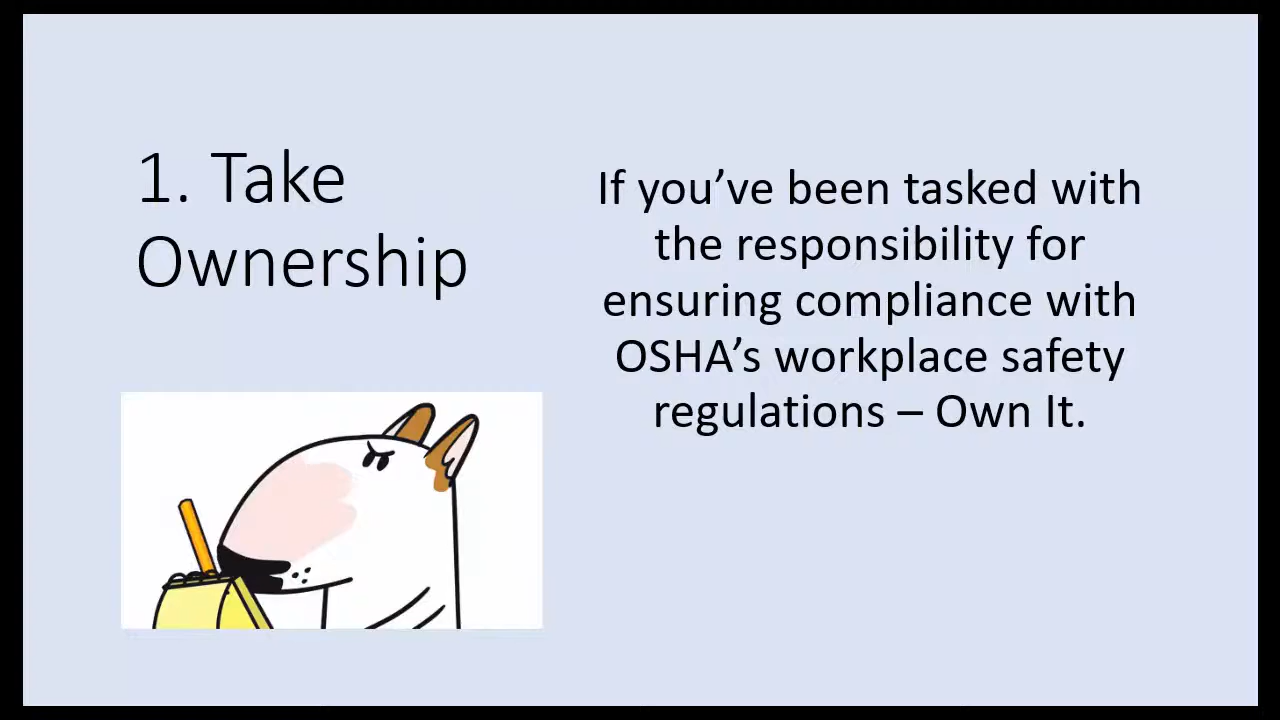 1. Take
Ownership
If you’ve been tasked with
the responsibility for
ensuring compliance with
OSHA’s workplace safety
regulations – Own It.